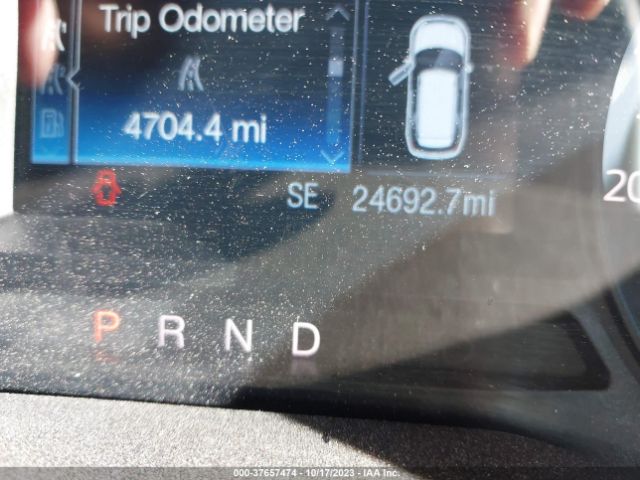 Trip Odometer
4704.4 mi
SE 24692.7mi
20
P R N D
000-37657474 - 10/17/2023 - IAA Inc.